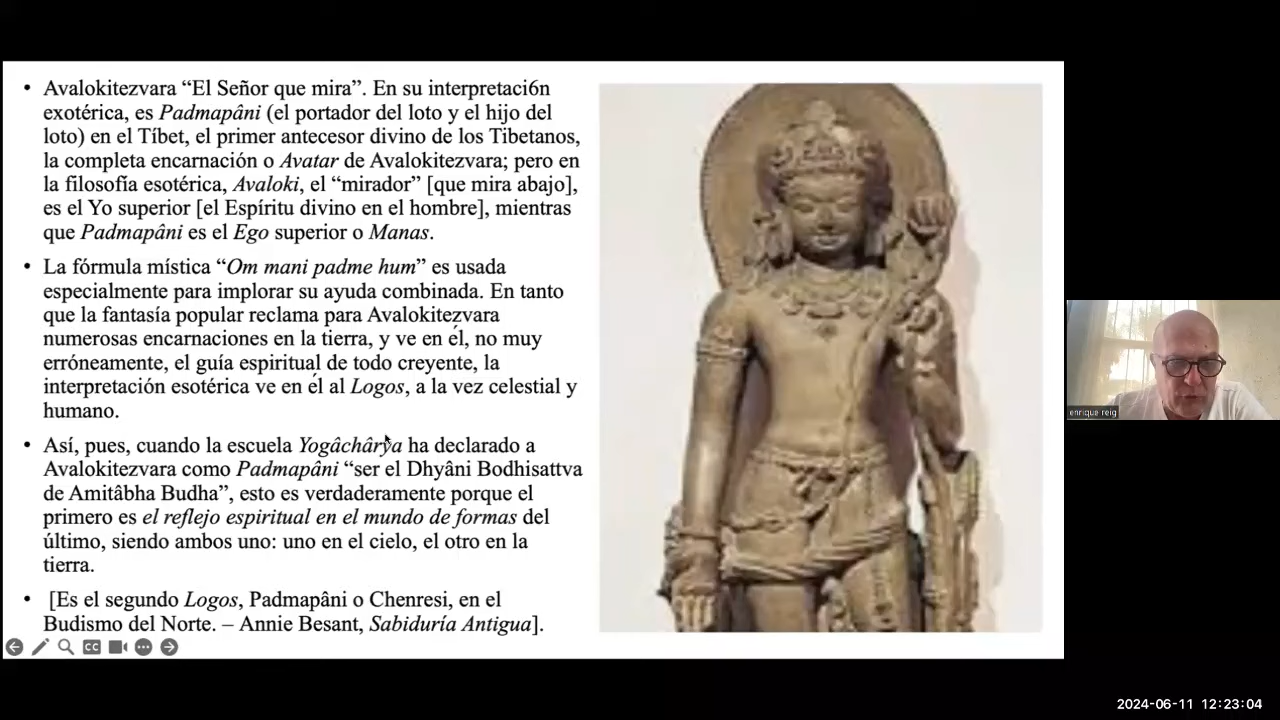 • Avalokitezvara “El Señor que mira”. En su interpretaci6n
exotérica, es Padmapâni (el portador del loto y el hijo del
loto) en el Tíbet, el primer antecesor divino de los Tibetanos,
la completa encarnación o Avatar de Avalokitezvara; pero en
la filosofía esotérica, Avaloki, el “mirador” [que mira abajo],
es el Yo superior [el Espíritu divino en el hombre], mientras
que Padmapâni es el Ego superior o Manas.
• La fórmula mística “Om mani padme hum” es usada
especialmente para implorar su ayuda combinada. En tanto
que la fantasía popular reclama para Avalokitezvara
numerosas encarnaciones en la tierra, y ve en él, no muy
erróneamente, el guía espiritual de todo creyente, la
interpretación esotérica ve en él al Logos, a la vez celestial y
humano.
• Así, pues, cuando la escuela Yogâchârya ha declarado a
Avalokitezvara como Padmapâni “ser el Dhyâni Bodhisattva
de Amitâbha Budha”, esto es verdaderamente porque el
primero es el reflejo espiritual en el mundo de formas del
último, siendo ambos uno: uno en el cielo, el otro en la
tierra.
• [Es el segundo Logos, Padmapâni o Chenresi, en el
Budismo del Norte. – Annie Besant, Sabiduría Antigua].
CC
enrique reig
2024-06-11 12:23:04